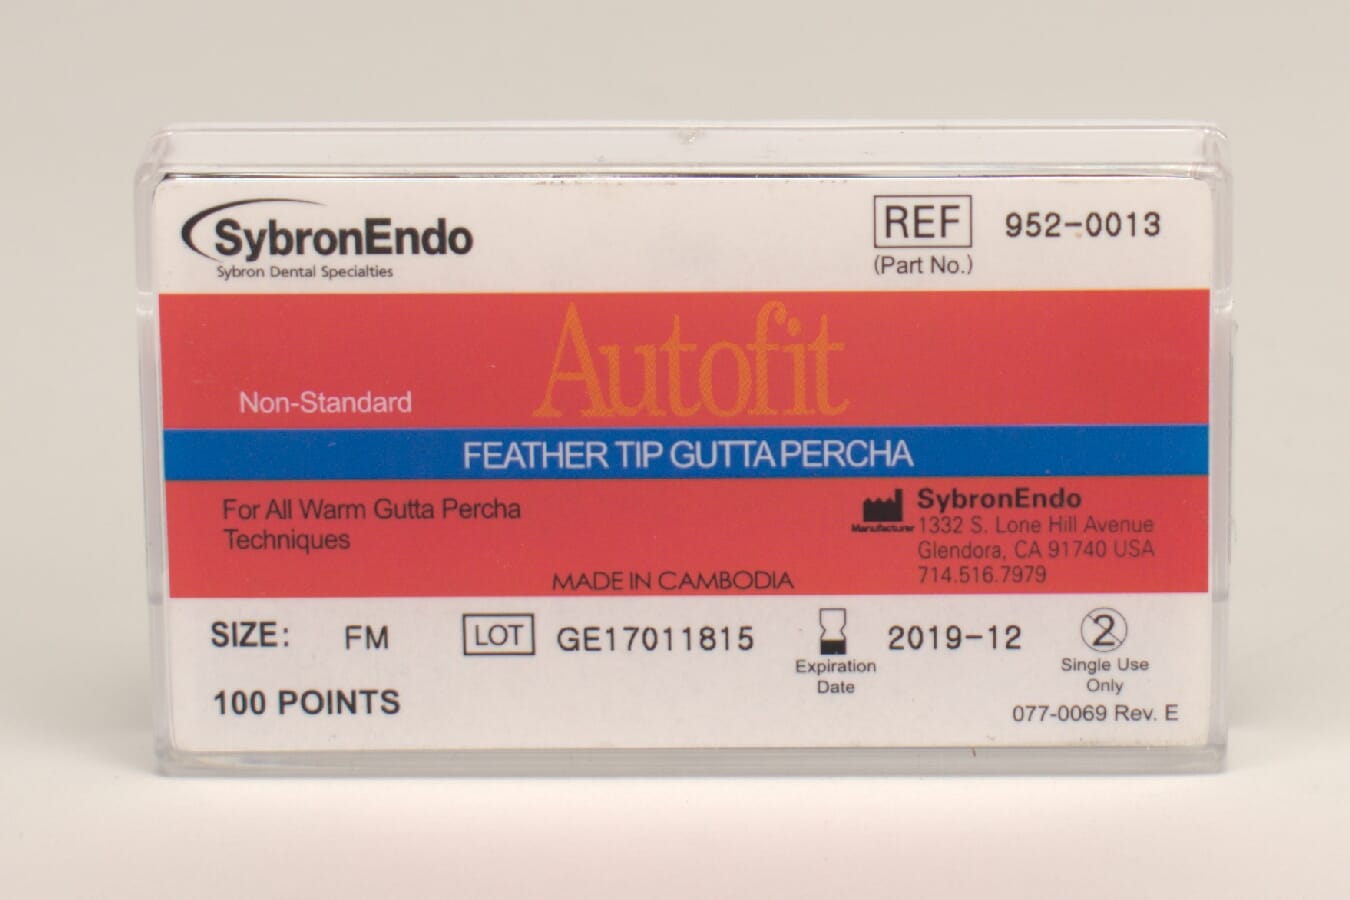 SybronEndo
Sybron Dental Specialties
REF 952-0013
(Part No.)
Autofit
Non-Standard
FEATHER TIP GUTTA PERCHA
For All Warm Gutta Percha
Techniques
Manufacturer
SybronEndo
1332 S. Lone Hill Avenue
Glendora, CA 91740 USA
714.516.7979
MADE IN CAMBODIA
SIZE: FM
LOT GE17011815
2019-12
Expiration
Date
2
Single Use
Only
100 POINTS
077-0069 Rev. E